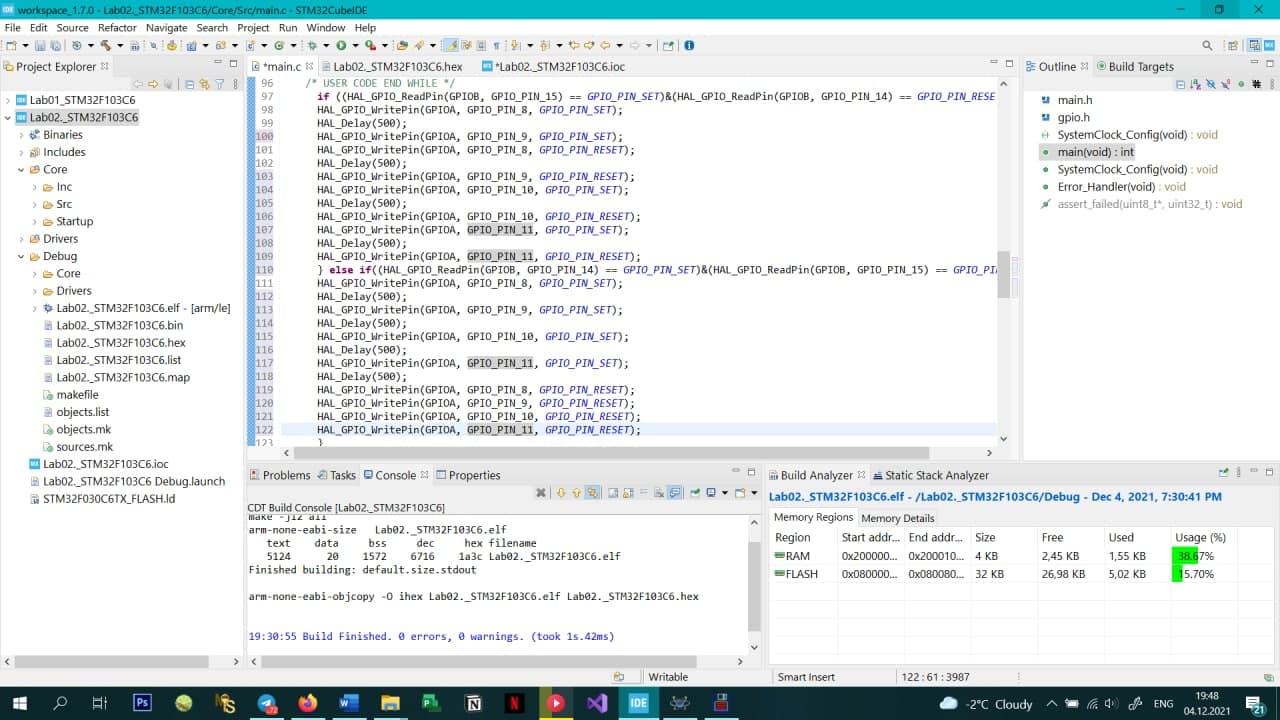 workspace_1.7.0 - Lab02._STM32F103C6/Core/Src/main.c - STM32CubeIDE
File Edit Source Refactor Navigate Search Project Run Window Help
Project Explorer
Lab01_STM32F103C6
Lab02._STM32F103C6
Binaries
Includes
Core
Inc
Src
Startup
Drivers
Debug
Core
Drivers
Lab02._STM32F103C6.elf - [arm/le]
Lab02._STM32F103C6.bin
Lab02._STM32F103C6.hex
Lab02._STM32F103C6.list
Lab02._STM32F103C6.map
makefile
objects.list
objects.mk
sources.mk
Lab02._STM32F103C6.ioc
Lab02._STM32F103C6 Debug.launch
STM32F030C6TX_FLASH.ld
*main.c Lab02._STM32F103C6.hex *Lab02._STM32F103C6.ioc
96 /* USER CODE END WHILE */
97 if ((HAL_GPIO_ReadPin(GPIOB, GPIO_PIN_15) == GPIO_PIN_SET)&(HAL_GPIO_ReadPin(GPIOB, GPIO_PIN_14) == GPIO_PIN_RESE
98 HAL_GPIO_WritePin(GPIOA, GPIO_PIN_8, GPIO_PIN_SET);
99 HAL_Delay(500);
100 HAL_GPIO_WritePin(GPIOA, GPIO_PIN_9, GPIO_PIN_SET);
101 HAL_GPIO_WritePin(GPIOA, GPIO_PIN_8, GPIO_PIN_RESET);
102 HAL_Delay(500);
103 HAL_GPIO_WritePin(GPIOA, GPIO_PIN_9, GPIO_PIN_RESET);
104 HAL_GPIO_WritePin(GPIOA, GPIO_PIN_10, GPIO_PIN_SET);
105 HAL_Delay(500);
106 HAL_GPIO_WritePin(GPIOA, GPIO_PIN_10, GPIO_PIN_RESET);
107 HAL_GPIO_WritePin(GPIOA, GPIO_PIN_11, GPIO_PIN_SET);
108 HAL_Delay(500);
109 HAL_GPIO_WritePin(GPIOA, GPIO_PIN_11, GPIO_PIN_RESET);
110 } else if((HAL_GPIO_ReadPin(GPIOB, GPIO_PIN_14) == GPIO_PIN_SET)&(HAL_GPIO_ReadPin(GPIOB, GPIO_PIN_15) == GPIO_PI
111 HAL_GPIO_WritePin(GPIOA, GPIO_PIN_8, GPIO_PIN_SET);
112 HAL_Delay(500);
113 HAL_GPIO_WritePin(GPIOA, GPIO_PIN_9, GPIO_PIN_SET);
114 HAL_Delay(500);
115 HAL_GPIO_WritePin(GPIOA, GPIO_PIN_10, GPIO_PIN_SET);
116 HAL_Delay(500);
117 HAL_GPIO_WritePin(GPIOA, GPIO_PIN_11, GPIO_PIN_SET);
118 HAL_Delay(500);
119 HAL_GPIO_WritePin(GPIOA, GPIO_PIN_8, GPIO_PIN_RESET);
120 HAL_GPIO_WritePin(GPIOA, GPIO_PIN_9, GPIO_PIN_RESET);
121 HAL_GPIO_WritePin(GPIOA, GPIO_PIN_10, GPIO_PIN_RESET);
122 HAL_GPIO_WritePin(GPIOA, GPIO_PIN_11, GPIO_PIN_RESET);
123 }
Outline Build Targets
main.h
gpio.h
SystemClock_Config(void) : void
main(void) : int
SystemClock_Config(void) : void
Error_Handler(void) : void
assert_failed(uint8_t*, uint32_t) : void
Problems Tasks Console Properties
CDT Build Console [Lab02._STM32F103C6]
make -j12 all
arm-none-eabi-size Lab02._STM32F103C6.elf
text data bss dec hex filename
5124 20 1572 6716 1a3c Lab02._STM32F103C6.elf
Finished building: default.size.stdout
arm-none-eabi-objcopy -O ihex Lab02._STM32F103C6.elf Lab02._STM32F103C6.hex
19:30:55 Build Finished. 0 errors, 0 warnings. (took 1s.42ms)
Build Analyzer Static Stack Analyzer
Lab02._STM32F103C6.elf - /Lab02._STM32F103C6/Debug - Dec 4, 2021, 7:30:41 PM
Memory Regions Memory Details
Region Start addr... End addr... Size Free Used Usage (%)
RAM 0x200000... 0x200010... 4 KB 2,45 KB 1,55 KB 38.67%
FLASH 0x080000... 0x080080... 32 KB 26,98 KB 5,02 KB 15.70%
Writable Smart Insert 122 : 61 : 3987
-2°C Cloudy ENG 19:48
04.12.2021
21